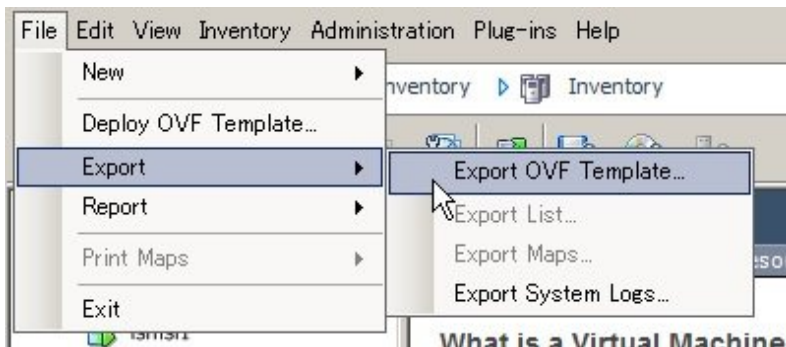 File Edit View Inventory Administration Plug-ins Help
New
Inventory
Deploy OVF Template...
Export
Export OVF Template...
Report
Export List...
Print Maps
Export Maps...
Export System Logs...
Exit
What is a Virtual Machine